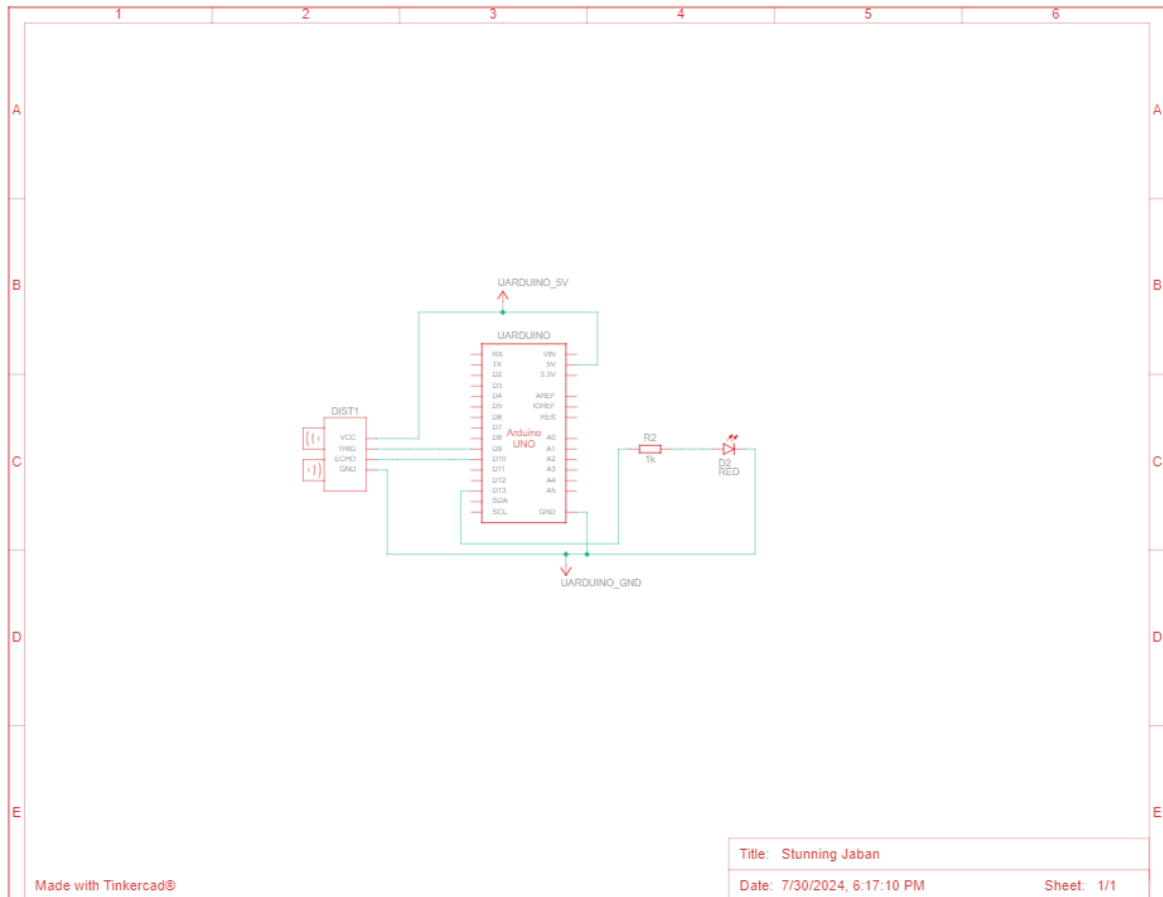 1 2 3 4 5 6
A A
B B
UARDUINO_5V
UARDUINO
RX VIN
TX 5V
D2 3.3V
D3
D4 AREF
D5 IOREF
D6 RES
D7
D8 A0
D9 A1
D10 A2
D11 A3
D12 A4
D13 A5
SDA
SCL GND
Arduino
UNO
DIST1
VCC
TRIG
ECHO
GND
R2
1k
D2
RED
C C
UARDUINO_GND
D D
E E
Title: Stunning Jaban
Made with Tinkercad®
Date: 7/30/2024, 6:17:10 PM Sheet: 1/1